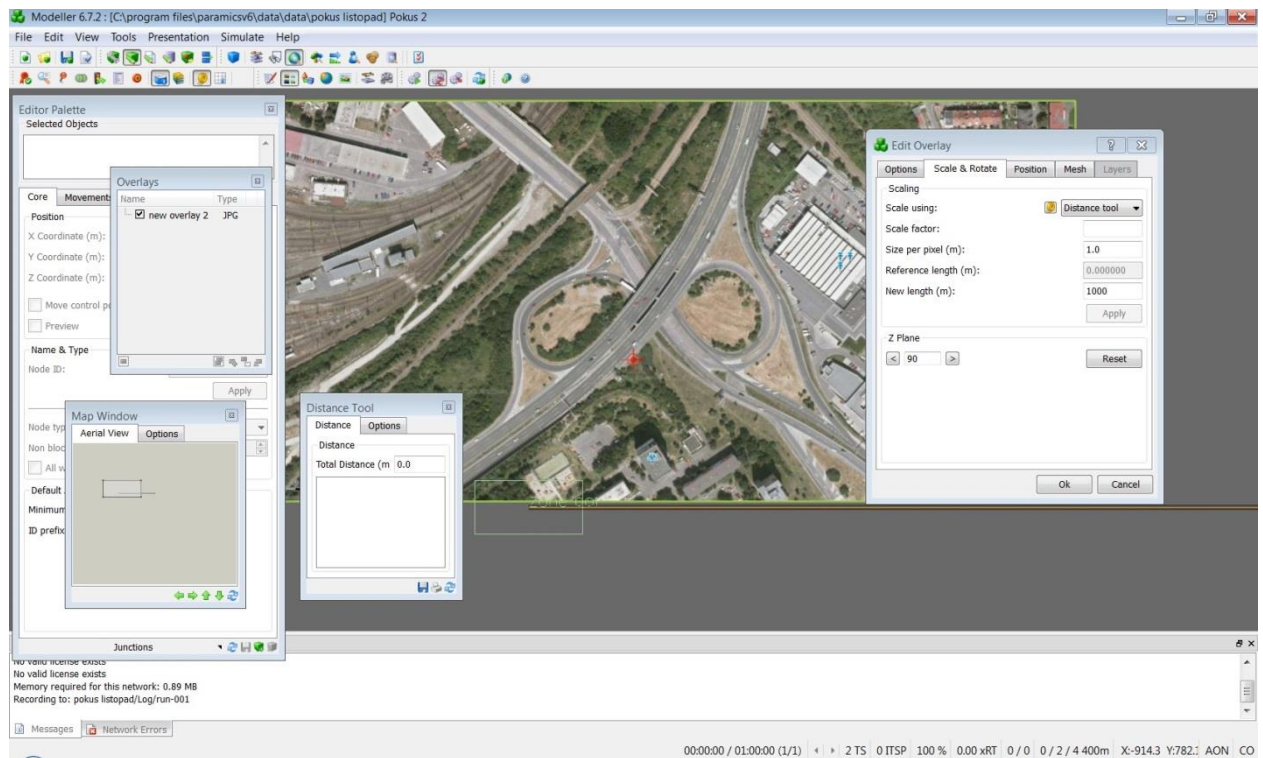 Modeller 6.7.2 : [C:\program files\paramicsv6\data\data\pokus listopad] Pokus 2
File Edit View Tools Presentation Simulate Help
Editor Palette
Selected Objects
Core Movements
Position
X Coordinate (m):
Y Coordinate (m):
Z Coordinate (m):
Move control
Preview
Name & Type
Node ID:
Apply
Node typ
Non bloc
All w
Default
Minimum
ID prefix
Junctions
Overlays
Name Type
new overlay 2 JPG
Map Window
Aerial View Options
Distance Tool
Distance Options
Distance
Total Distance (m 0.0
Edit Overlay
Options Scale & Rotate Position Mesh Layers
Scaling
Scale using: Distance tool
Scale factor:
Size per pixel (m): 1.0
Reference length (m): 0.000000
New length (m): 1000
Apply
Z Plane
< 90 > Reset
Ok Cancel
No valid license exists
No valid license exists
Memory required for this network: 0.89 MB
Recording to: pokus listopad/Log/run-001
Messages Network Errors
00:00:00 / 01:00:00 (1/1) 2 TS 0 ITSP 100 % 0.00 xRT 0 / 0 0 / 2 / 4 400m X:-914.3 Y:782.: AON CO